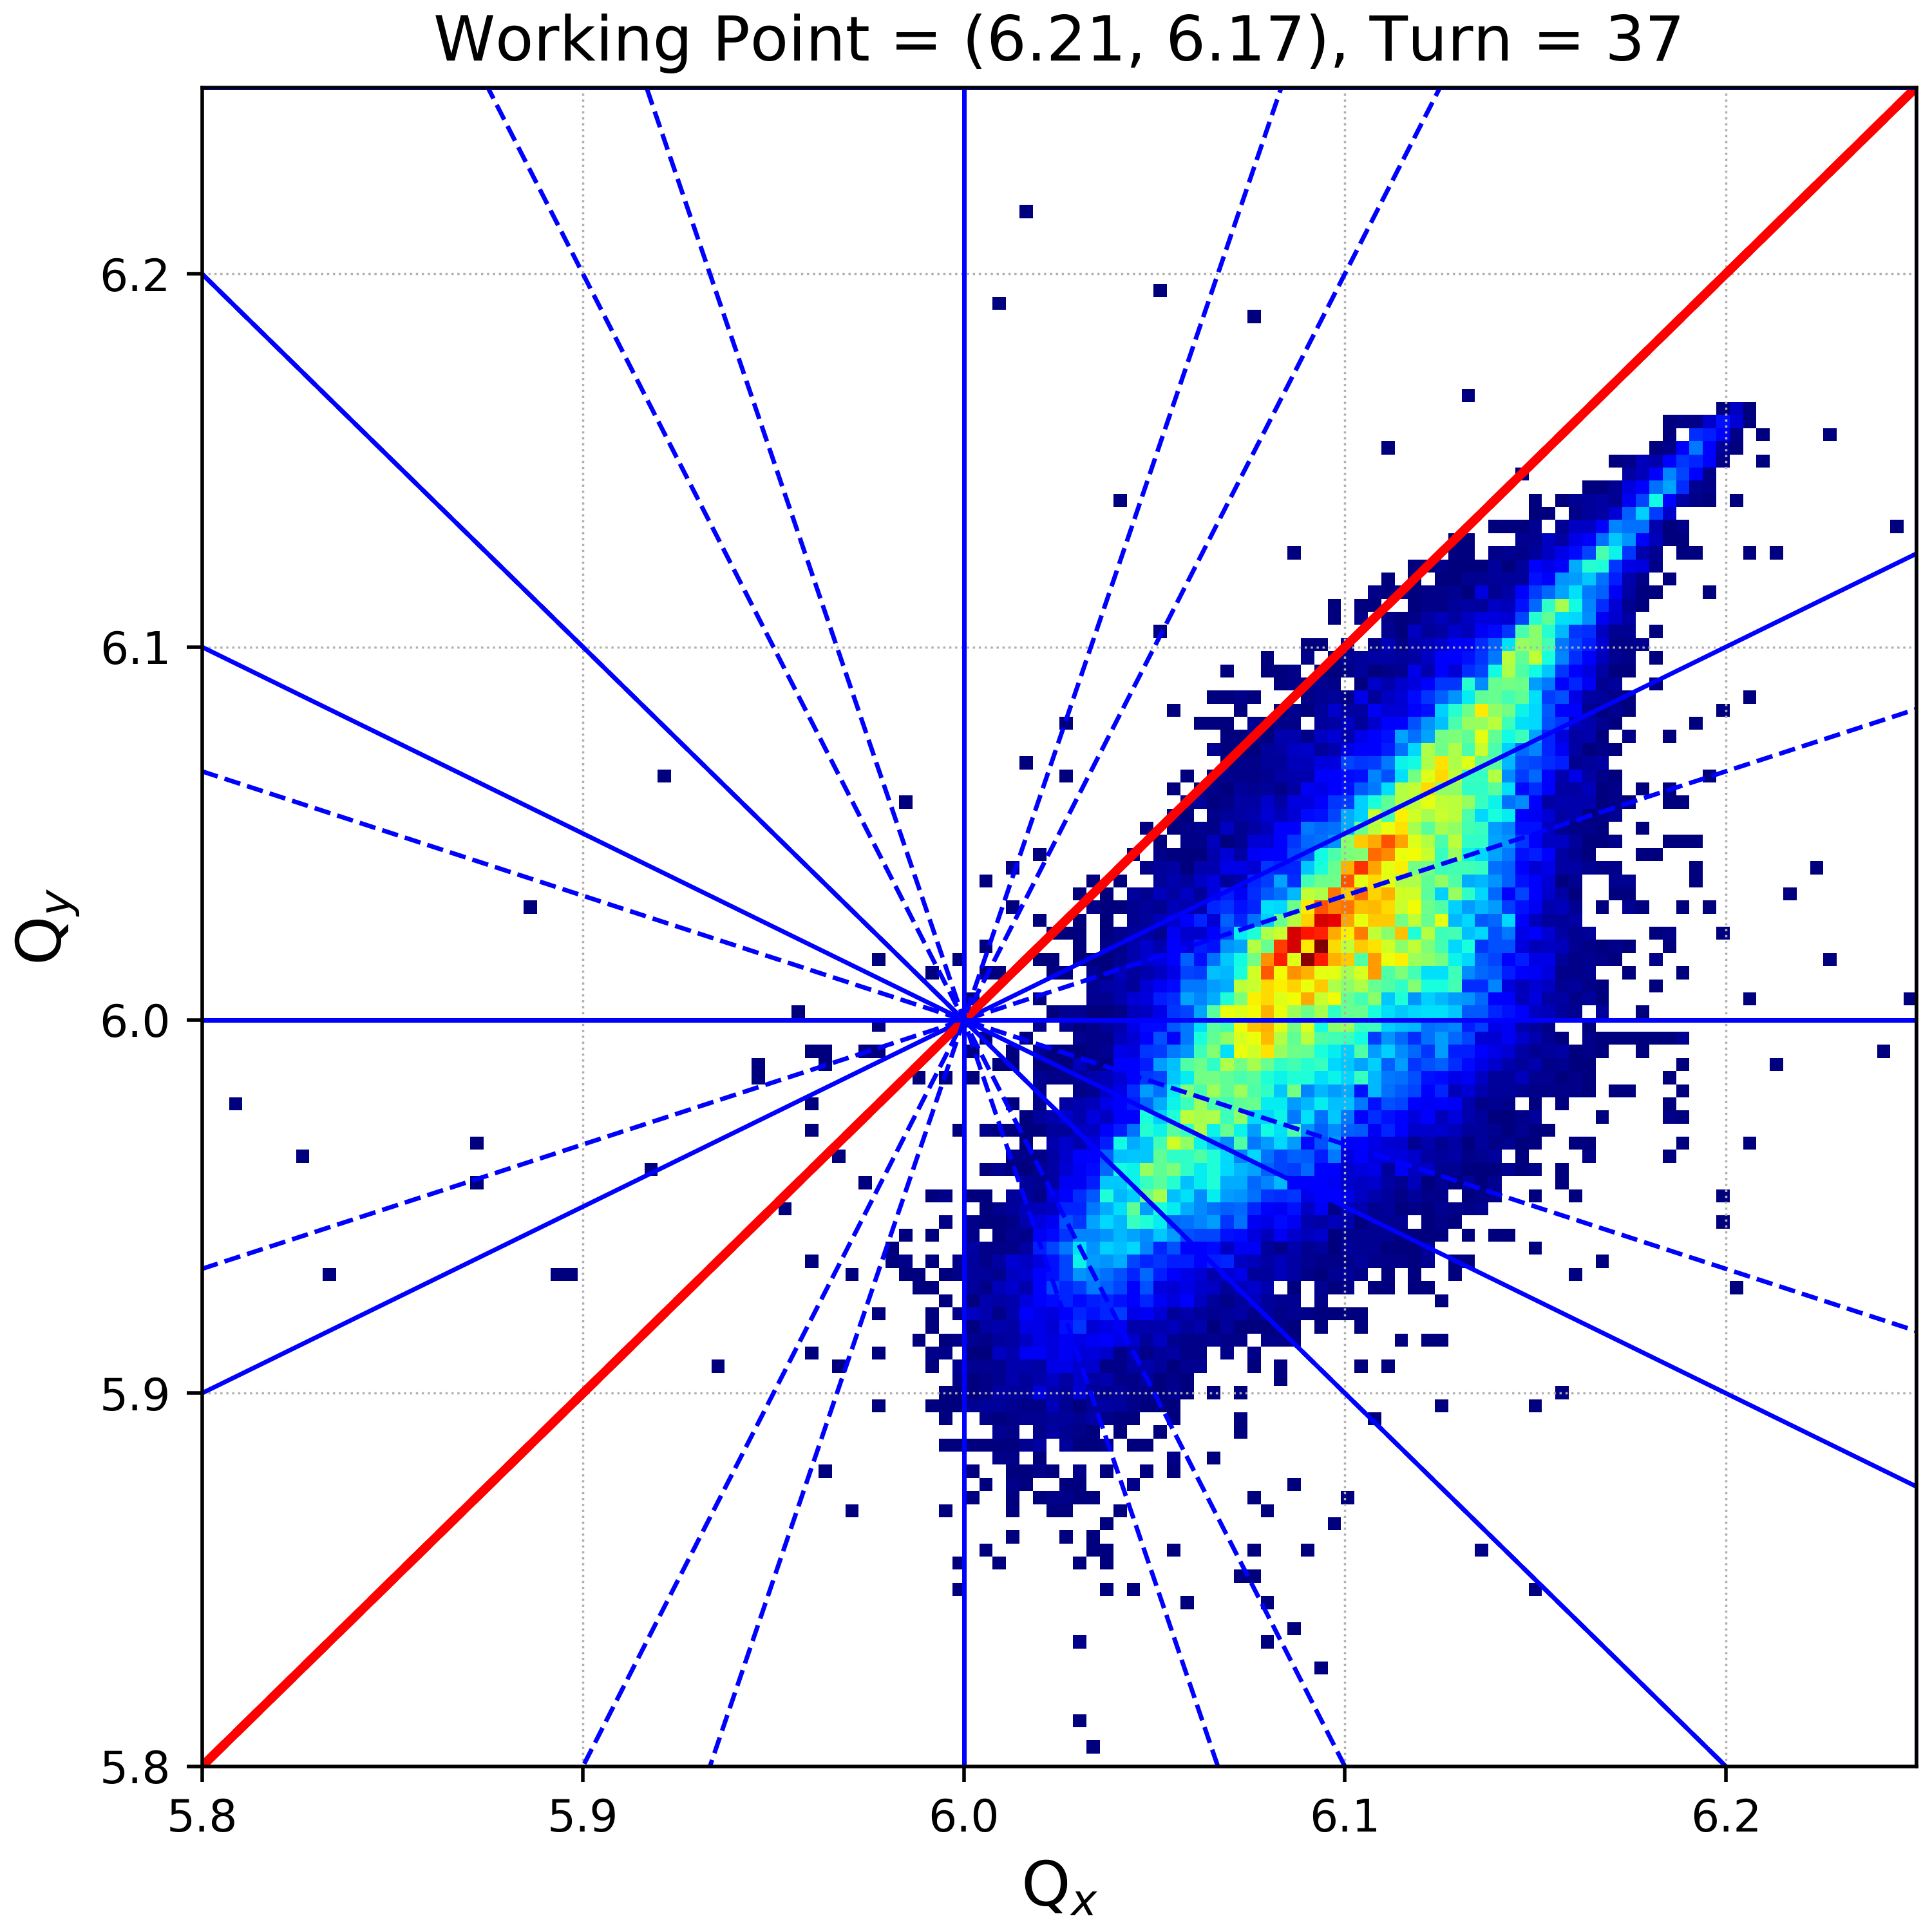 Working Point = (6.21, 6.17), Turn = 37
6.2
6.1
6.0
5.9
5.8
Qy
5.8 5.9 6.0 6.1 6.2
Qx